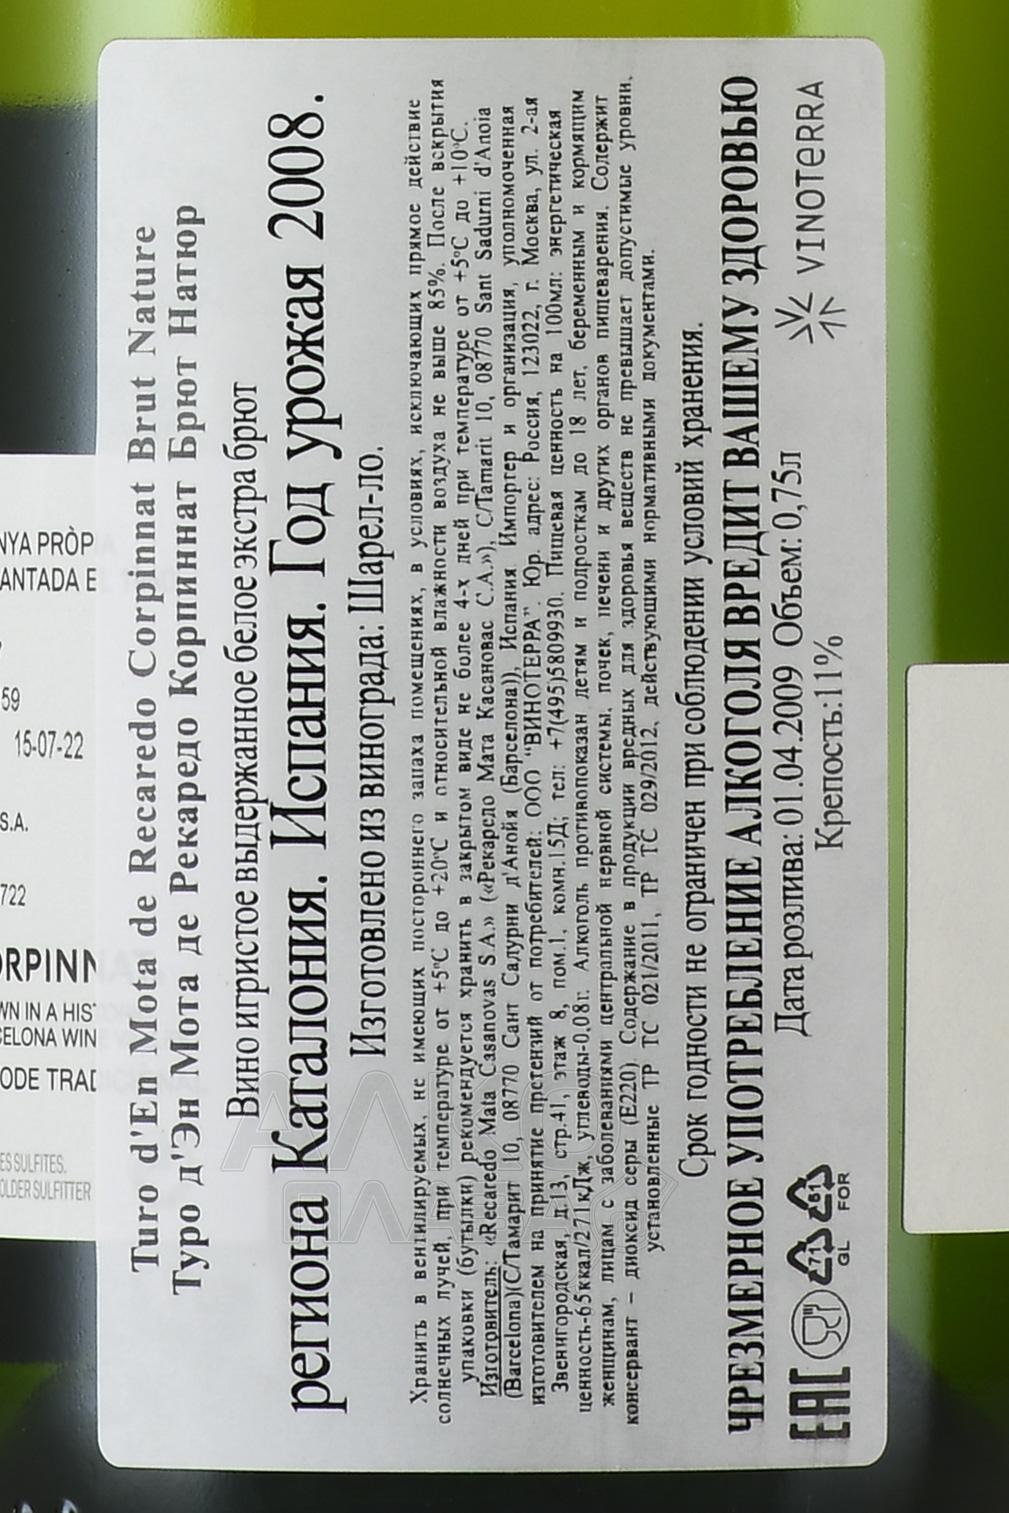 Turo d'En Mota de Recaredo Corpinnat Brut Nature
Туро д'Эн Мота де Рекаредо Корпиннат Брют Натюр
Вино игристое выдержанное белое экстра брют
региона Каталония. Испания. Год урожая 2008.
Изготовлено из винограда: Шарел-ло.
Хранить в вентилируемых, не имеющих постороннего запаха помещениях, в условиях, исключающих прямое действие
солнечных лучей, при температуре от +5°С до +20°С и относительной влажности воздуха не выше 85%. После вскрытия
упаковки (бутылки) рекомендуется хранить в закрытом виде не более 4-х дней при температуре от +5°С до +10°С.
Изготовитель: «Recaredo Mata Casanovas S.A.» («Рекарсло Мата Касановас С.А.»), C/Tamarit 10, 08770 Sant Sadurni d'Anoia
(Barcelona)(С/Тамарит 10, 08770 Сант Салурни д'Анойя (Барселона)), Испания. Импортер и организация, уполномоченная
изготовителем на принятие претензий от потребителей: ООО "ВИНОТЕРРА". Юр. адрес: Россия, 123022, г. Москва, ул. 2-ая
Звенигородская, д.13, стр.41, этаж 8, пом.1, комн.15Д; тел: +7(495)5809930. Пищевая ценность на 100мл: энергетическая
ценность-65ккал/271кДж, углеводы-0,08г. Алкоголь противопоказан детям и подросткам до 18 лет, беременным и кормящим
женщинам, лицам с заболеваниями центральной нервной системы, почек, печени и других органов пищеварения. Содержит
консервант – диоксид серы (Е220). Содержание в продукции вредных для здоровья веществ не превышает допустимые уровни,
установленные ТР ТС 021/2011, ТР ТС 029/2012, действующими нормативными документами.
Срок годности не ограничен при соблюдении условий хранения.
ЧРЕЗМЕРНОЕ УПОТРЕБЛЕНИЕ АЛКОГОЛЯ ВРЕДИТ ВАШЕМУ ЗДОРОВЬЮ
Дата розлива: 01.04.2009 Объем: 0,75л
Крепость:11%
EAC
71
GL
81
FOR
VINOTERRA
NYA PRÒP
ANTADA E
59
15-07-22
S.A.
722
ORPINN
WN IN A HIS
CELONA WIN
ODE TRAD
ES SULFITES.
OLDER SULFITTER
АЛКО
ПЛАКАТ